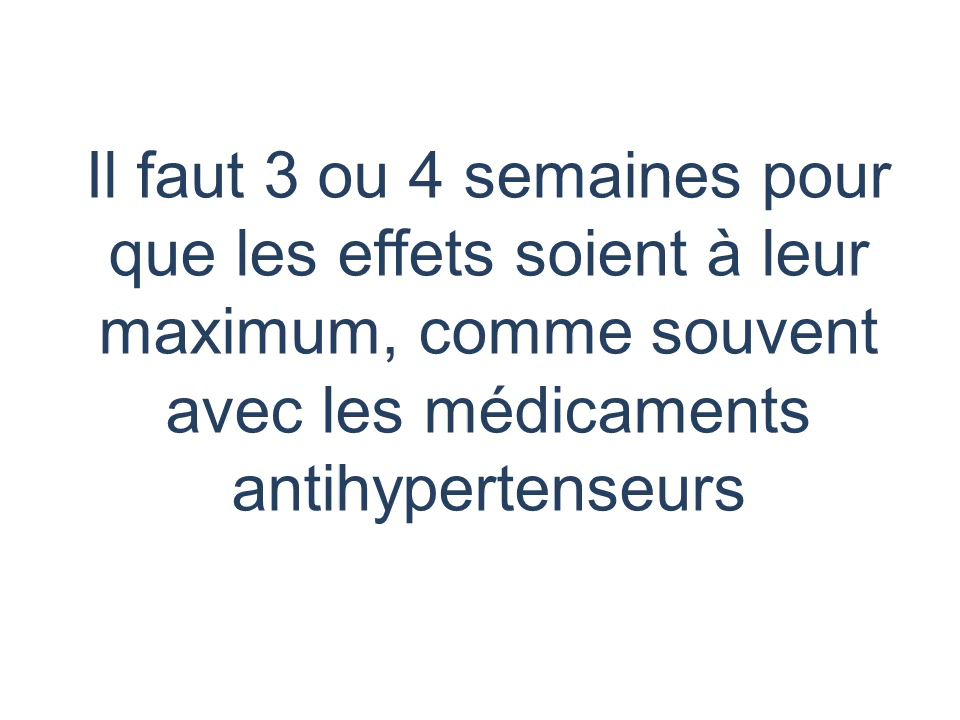 Il faut 3 ou 4 semaines pour
que les effets soient à leur
maximum, comme souvent
avec les médicaments
antihypertenseurs